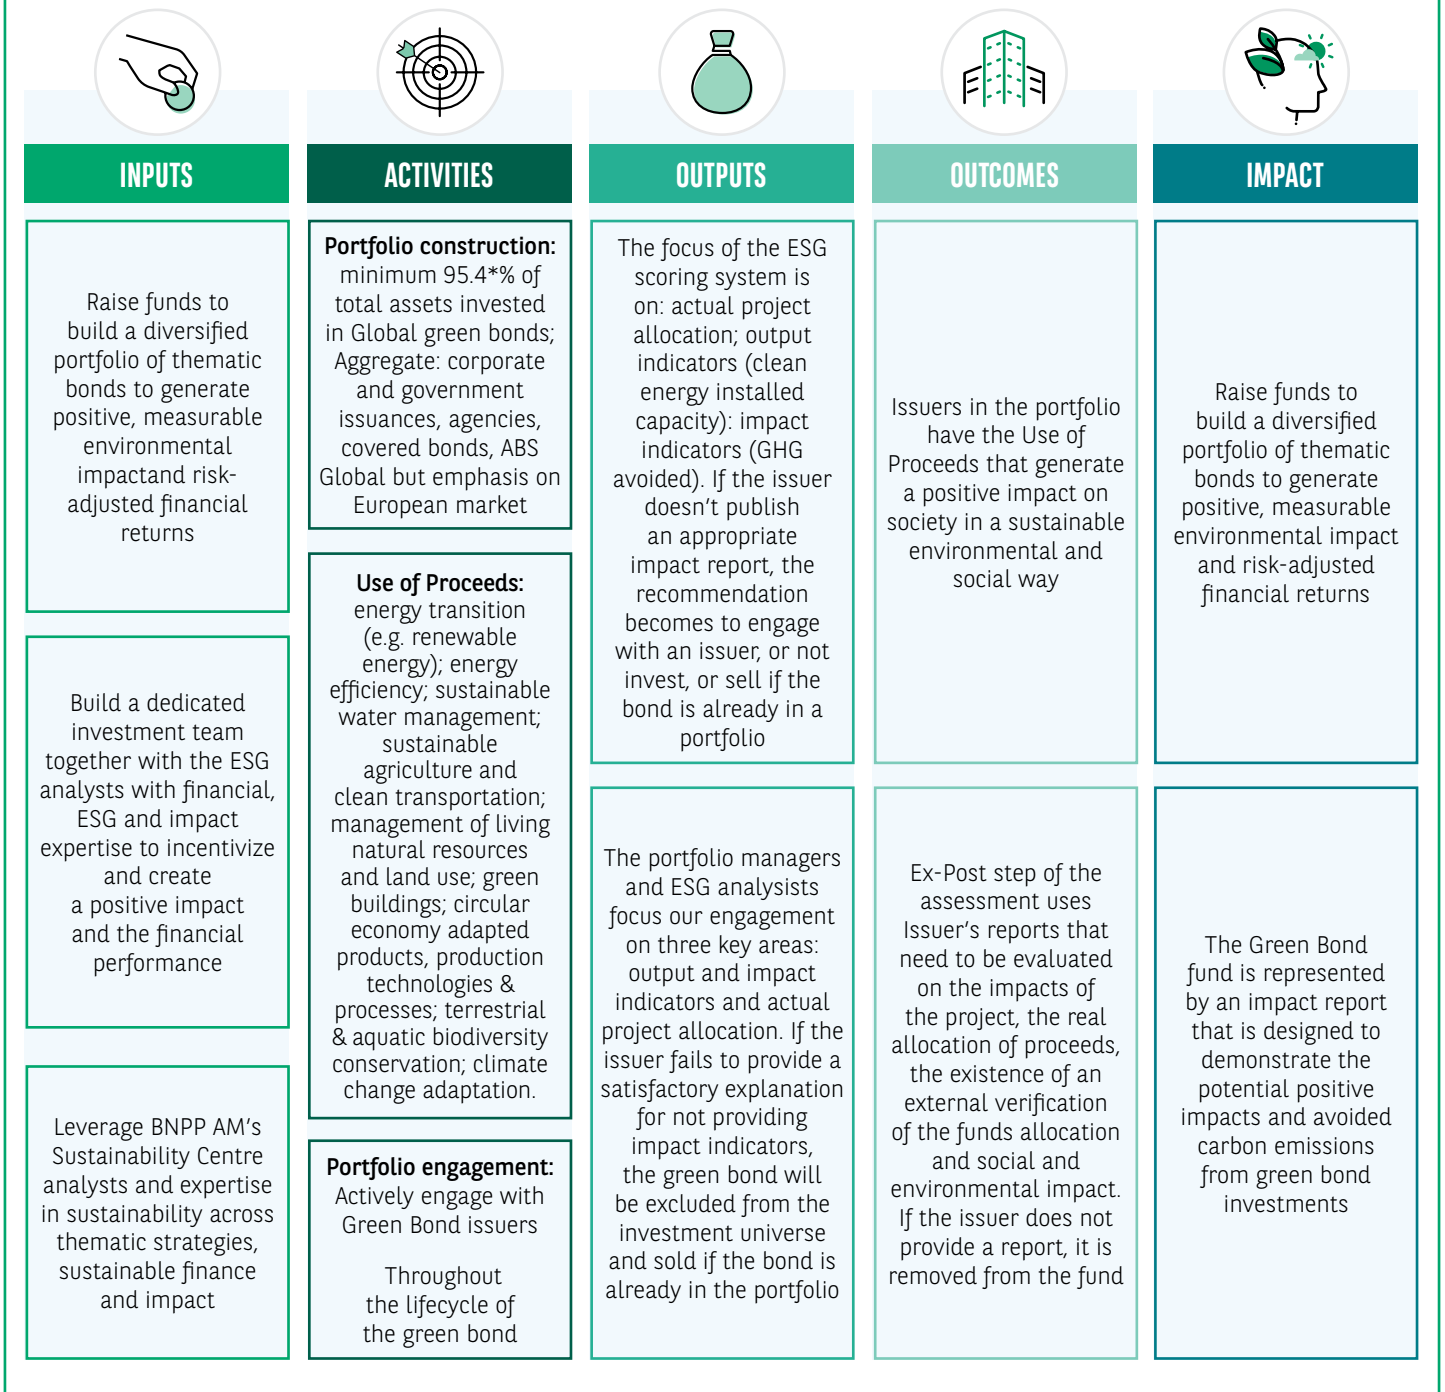 INPUTS
Raise funds to
build a diversified
portfolio of thematic
bonds to generate
positive, measurable
environmental
impactand risk-
adjusted financial
returns
Build a dedicated
investment team
together with the ESG
analysts with financial,
ESG and impact
expertise to incentivize
and create
a positive impact
and the financial
performance
Leverage BNPP AM's
Sustainability Centre
analysts and expertise
in sustainability across
thematic strategies,
sustainable finance
and impact
ACTIVITIES
Portfolio construction:
minimum 95.4*% of
total assets invested
in Global green bonds;
Aggregate: corporate
and government
issuances, agencies,
covered bonds, ABS
Global but emphasis on
European market
Use of Proceeds:
energy transition
(e.g. renewable
energy); energy
efficiency; sustainable
water management;
sustainable
agriculture and
clean transportation;
management of living
natural resources
and land use; green
buildings; circular
economy adapted
products, production
technologies &
processes; terrestrial
& aquatic biodiversity
conservation; climate
change adaptation.
Portfolio engagement:
Actively engage with
Green Bond issuers
Throughout
the lifecycle of
the green bond
OUTPUTS
The focus of the ESG
scoring system is
on: actual project
allocation; output
indicators (clean
energy installed
capacity): impact
indicators (GHG
avoided). If the issuer
doesn't publish
an appropriate
impact report, the
recommendation
becomes to engage
with an issuer, or not
invest, or sell if the
bond is already in a
portfolio
The portfolio managers
and ESG analysists
focus our engagement
on three key areas:
output and impact
indicators and actual
project allocation. If the
issuer fails to provide a
satisfactory explanation
for not providing
impact indicators,
the green bond will
be excluded from the
investment universe
and sold if the bond is
already in the portfolio
OUTCOMES
Issuers in the portfolio
have the Use of
Proceeds that generate
a positive impact on
society in a sustainable
environmental and
social way
Ex-Post step of the
assessment uses
Issuer's reports that
need to be evaluated
on the impacts of
the project, the real
allocation of proceeds,
the existence of an
external verification
of the funds allocation
and social and
environmental impact.
If the issuer does not
provide a report, it is
removed from the fund
IMPACT
Raise funds to
build a diversified
portfolio of thematic
bonds to generate
positive, measurable
environmental impact
and risk-adjusted
financial returns
The Green Bond
fund is represented
by an impact report
that is designed to
demonstrate the
potential positive
impacts and avoided
carbon emissions
from green bond
investments